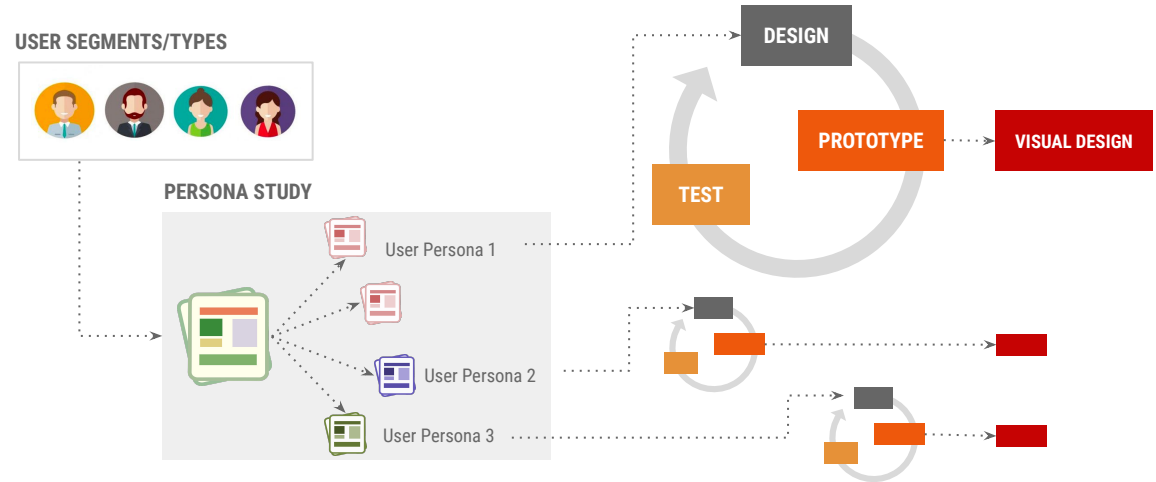 USER SEGMENTS/TYPES
DESIGN
PROTOTYPE
VISUAL DESIGN
TEST
PERSONA STUDY
User Persona 1
User Persona 2
User Persona 3